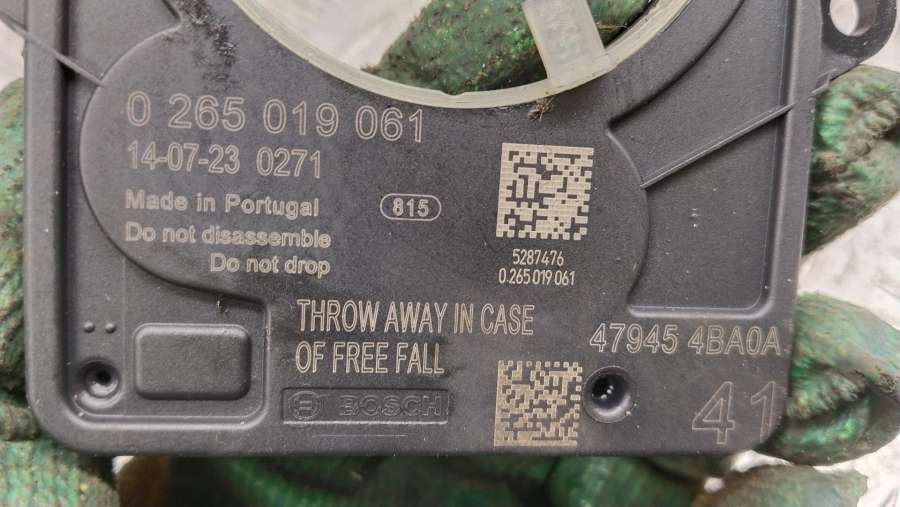 0 265 019 061
14-07-23 0271
Made in Portugal
815
Do not disassemble
Do not drop
5287476
0.265 019 061
THROW AWAY IN CASE
OF FREE FALL
47945 4BA0A
BOSCH
41